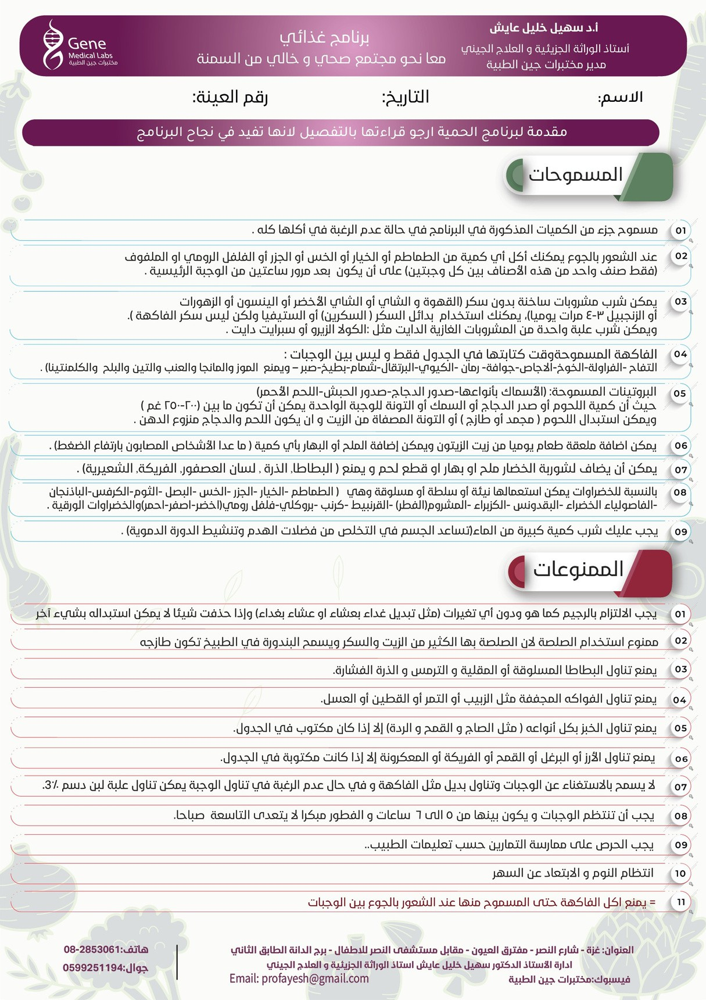 أ.د سهيل خليل عايش
أستاذ الوراثة الجزيئية و العلاج الجيني
مدير مختبرات جين الطبية
برنامج غذائي
معا نحو مجتمع صحي و خالي من السمنة
Gene
Medical Labs
مختبرات جين الطبية
الاسم:
التاريخ:
رقم العينة:
مقدمة لبرنامج الحمية ارجو قراءتها بالتفصيل لانها تفيد في نجاح البرنامج
المسموحات
01 مسموح جزء من الكميات المذكورة في البرنامج في حالة عدم الرغبة في أكلها كله .
02 عند الشعور بالجوع يمكنك أكل أي كمية من الطماطم أو الخيار أو الخس أو الجزر أو الفلفل الرومي او الملفوف
(فقط صنف واحد من هذه الأصناف بين كل وجبتين) على أن يكون بعد مرور ساعتين من الوجبة الرئيسية .
03 يمكن شرب مشروبات ساخنة بدون سكر (القهوة و الشاي أو الشاي الأخضر أو الينسون أو الزهورات
أو الزنجبيل ٣-٤ مرات يوميا)، يمكنك استخدام بدائل السكر ( السكرين) أو الستيفيا ولكن ليس سكر الفاكهة ).
ويمكن شرب علبة واحدة من المشروبات الغازية الدايت مثل :الكولا الزيرو أو سبرايت دايت .
04 الفاكهة المسموحةوقت كتابتها في الجدول فقط و ليس بين الوجبات :
التفاح -الفراولة-الخوخ-الاجاص-جوافة- رمان -الكيوي-البرتقال-شمام-بطيخ-صبر – ويمنع الموز والمانجا والعنب والتين والبلح والكلمنتينا) .
05 البروتينات المسموحة: (الأسماك بأنواعها-صدور الدجاج-صدور الحبش-اللحم الأحمر)
حيث أن كمية اللحوم أو صدر الدجاج أو السمك أو التونة للوجبة الواحدة يمكن أن تكون ما بين (٢٠٠-٢٥٠ غم )
ويمكن استبدال اللحوم ( مجمد أو طازج ) أو التونة المصفاة من الزيت و ان يكون اللحم والدجاج منزوع الدهن .
06 يمكن اضافة ملعقة طعام يوميا من زيت الزيتون ويمكن إضافة الملح أو البهار بأي كمية ( ما عدا الأشخاص المصابون بارتفاع الضغط) .
07 يمكن أن يضاف لشوربة الخضار ملح او بهار او قطع لحم و يمنع ( البطاطا, الذرة , لسان العصفور, الفريكة, الشعيرية) .
08 بالنسبة للخضراوات يمكن استعمالها نيئة أو سلطة أو مسلوقة وهي ( الطماطم -الخيار -الجزر -الخس -البصل -الثوم-الكرفس-الباذنجان
-الفاصولياء الخضراء -البقدونس -الكزبراء -المشروم(الفطر) -القرنبيط -كرنب -بروكلي-فلفل رومي(اخضر-اصفر-احمر)والخضراوات الورقية .
09 يجب عليك شرب كمية كبيرة من الماء(تساعد الجسم في التخلص من فضلات الهدم وتنشيط الدورة الدموية) .
الممنوعات
01 يجب الالتزام بالرجيم كما هو ودون أي تغيرات (مثل تبديل غداء بعشاء او عشاء بغداء) وإذا حذفت شيئا لا يمكن استبداله بشيء آخر
02 ممنوع استخدام الصلصة لان الصلصة بها الكثير من الزيت والسكر ويسمح البندورة في الطبيخ تكون طازجه
03 يمنع تناول البطاطا المسلوقة أو المقلية و الترمس و الذرة الفشارة.
04 يمنع تناول الفواكه المجففة مثل الزبيب أو التمر أو القطين أو العسل.
05 يمنع تناول الخبز بكل أنواعه ( مثل الصاج و القمح و الردة) إلا إذا كان مكتوب في الجدول.
06 يمنع تناول الأرز أو البرغل أو القمح أو الفريكة أو المعكرونة إلا إذا كانت مكتوبة في الجدول.
07 لا يسمح بالاستغناء عن الوجبات وتناول بديل مثل الفاكهة و في حال عدم الرغبة في تناول الوجبة يمكن تناول علبة لبن دسم 3٪.
08 يجب أن تنتظم الوجبات و يكون بينها من ٥ الى ٦ ساعات و الفطور مبكرا لا يتعدى التاسعة صباحا.
09 يجب الحرص على ممارسة التمارين حسب تعليمات الطبيب..
10 انتظام النوم و الابتعاد عن السهر
11 = يمنع اكل الفاكهة حتى المسموح منها عند الشعور بالجوع بين الوجبات
العنوان: غزة - شارع النصر - مفترق العيون - مقابل مستشفى النصر للاطفال - برج الدانة الطابق الثاني
ادارة الأستاذ الدكتور سهيل خليل عايش استاذ الوراثة الجزيئية و العلاج الجيني
فيسبوك:مختبرات جين الطبية
Email: profayesh@gmail.com
هاتف:08-2853061
جوال:0599251194